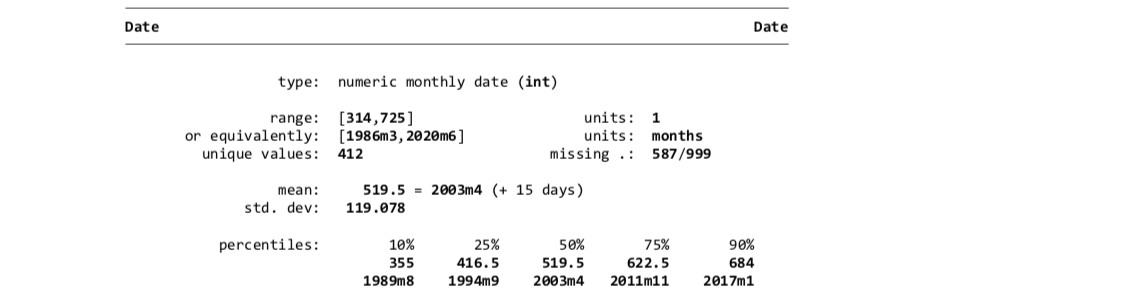 Date Date
type: numeric monthly date (int)
range: [314,725] units: 1
or equivalently: [1986m3,2020m6] units: months
unique values: 412 missing .: 587/999
mean: 519.5 = 2003m4 (+ 15 days)
std. dev: 119.078
percentiles: 10% 25% 50% 75% 90%
355 416.5 519.5 622.5 684
1989m8 1994m9 2003m4 2011m11 2017m1